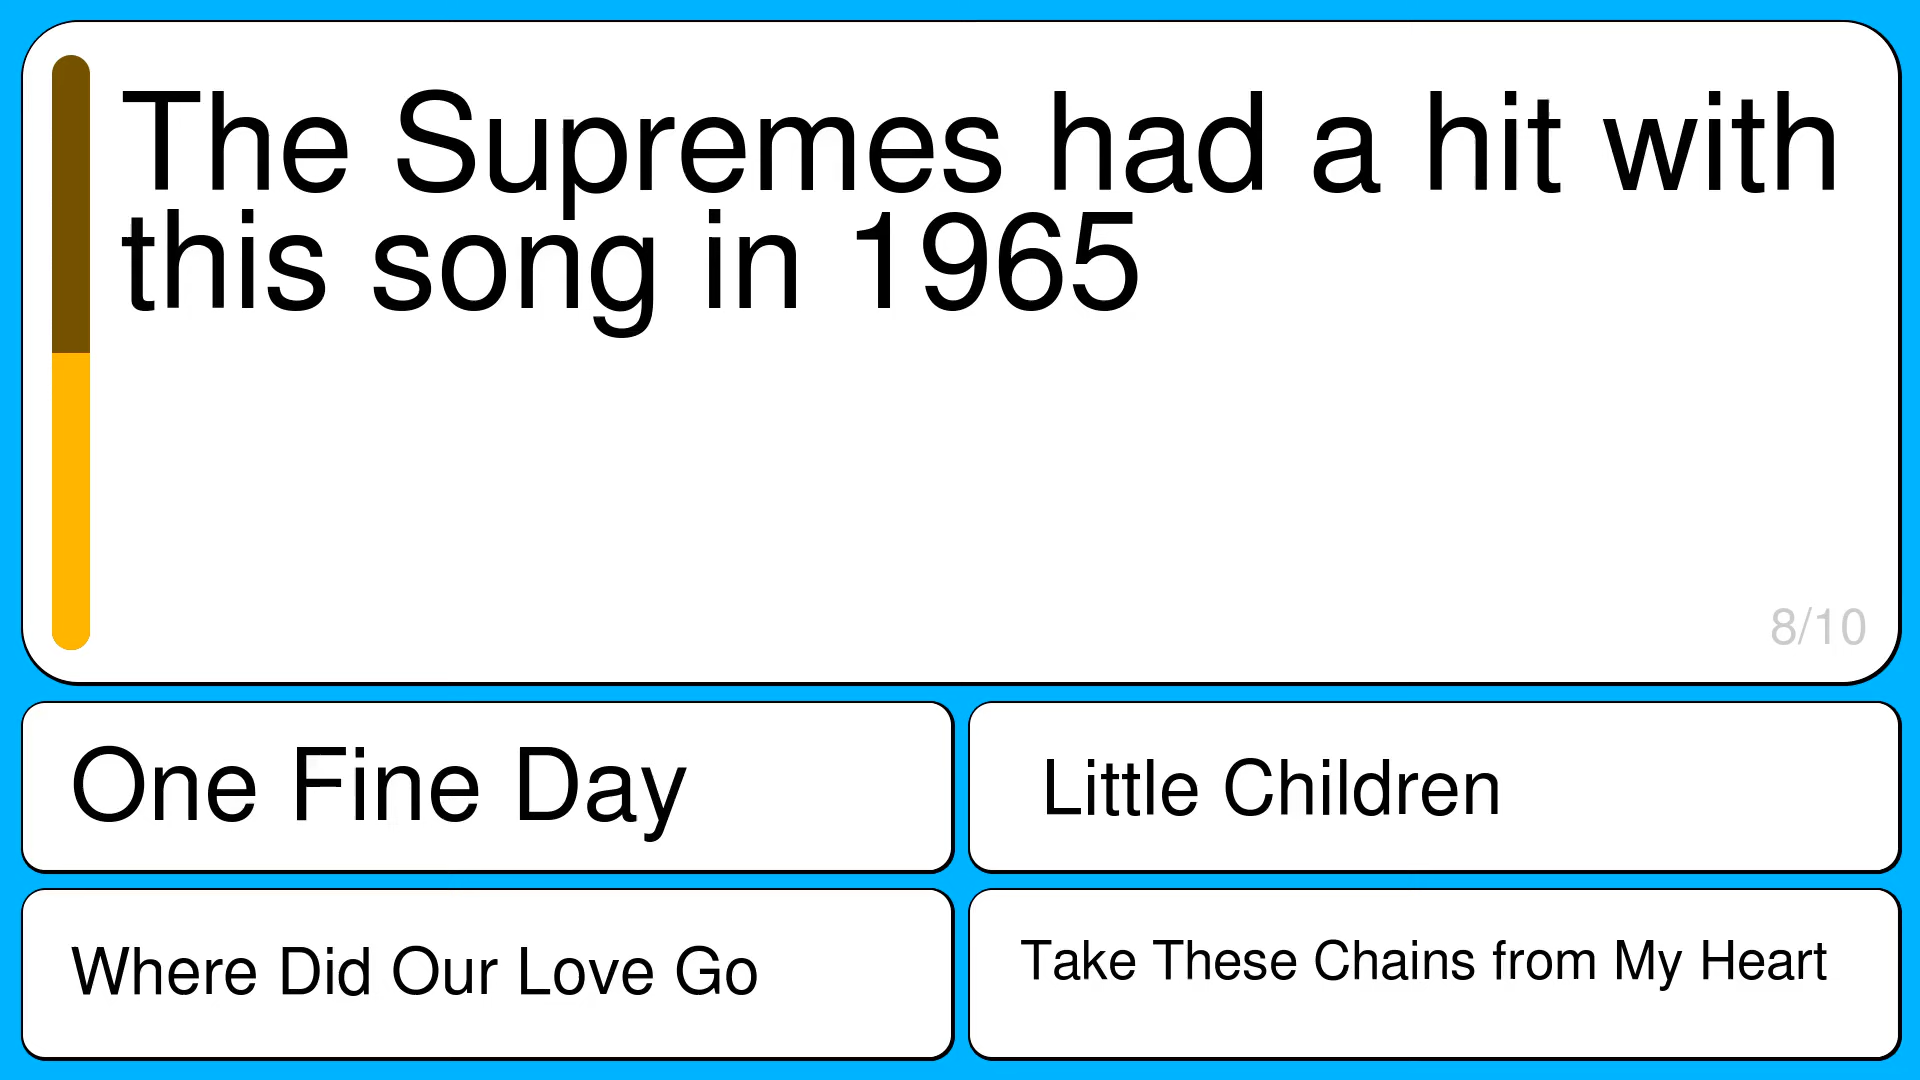 The Supremes had a hit with
this song in 1965
8/10
One Fine Day
Little Children
Where Did Our Love Go
Take These Chains from My Heart